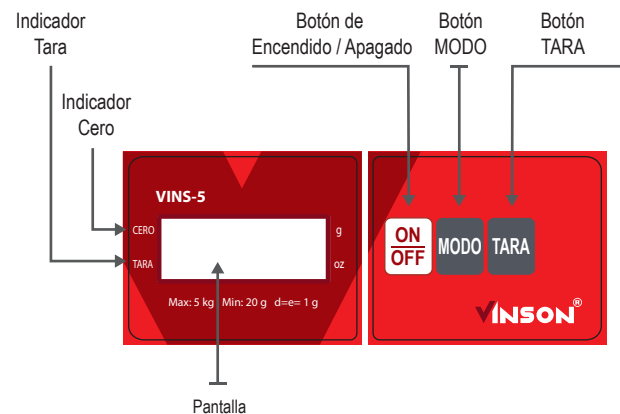 Indicador
Tara
Indicador
Cero
Botón de
Encendido / Apagado
Botón
MODO
Botón
TARA
VINS-5
CERO
g
TARA
oz
Max: 5 kg Min: 20 g d=e= 1 g
ON
OFF
MODO
TARA
VINSON®
Pantalla